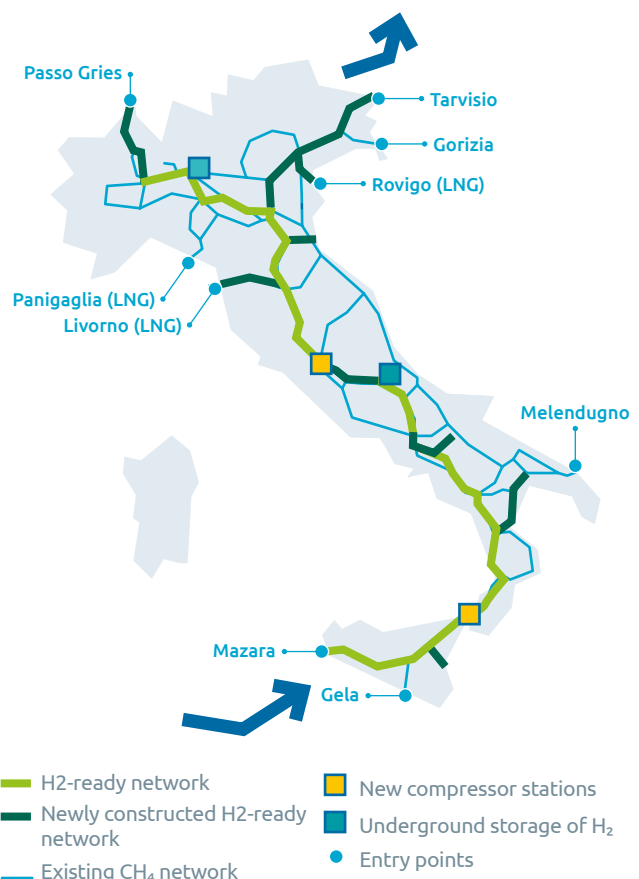 Passo Gries
Tarvisio
Gorizia
Rovigo (LNG)
Panigaglia (LNG)
Livorno (LNG)
Melendugno
Mazara
Gela
H2-ready network
Newly constructed H2-ready
network
Existing CH₄ network
New compressor stations
Underground storage of H₂
Entry points